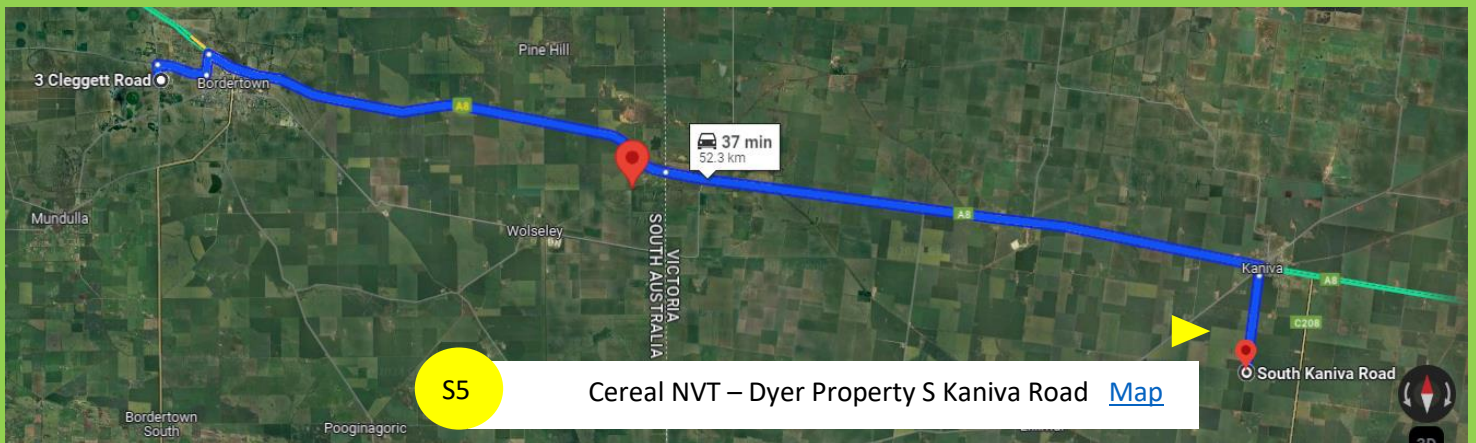 Pine Hill
3 Cleggett Road
Bordertown
A8
37 min
52.3 km
Mundulla
Wolseley
SOUTH AUSTRALIA
VICTORIA
A8
Kaniva
A8
C208
S5
Cereal NVT – Dyer Property S Kaniva Road Map
South Kaniva Road
Bordertown
South
Pooginagoric